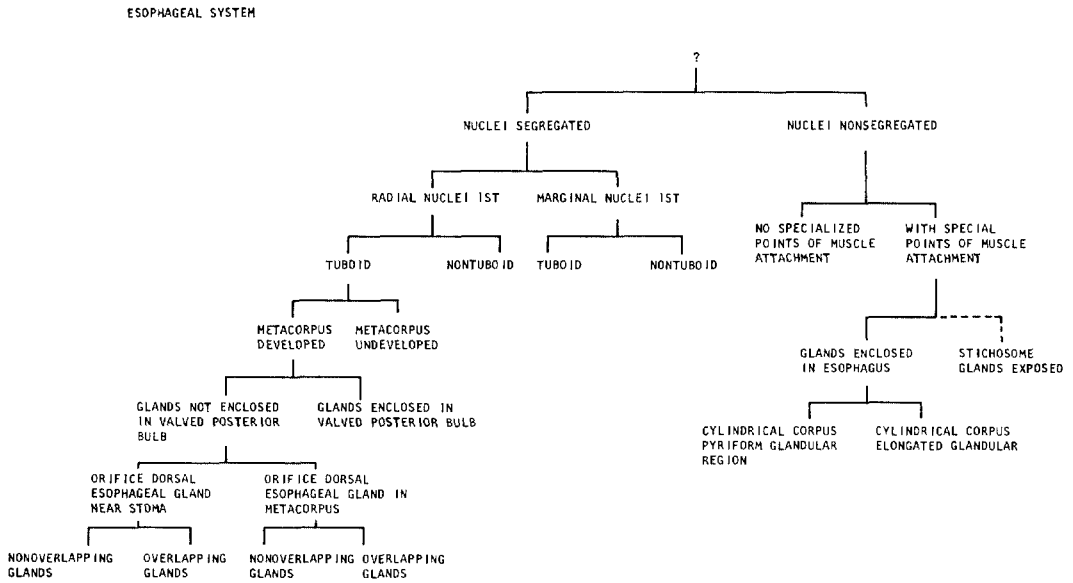 ESOPHAGEAL SYSTEM
?
NUCLEI SEGREGATED
NUCLEI NONSEGREGATED
RADIAL NUCLEI IST
MARGINAL NUCLEI IST
NO SPECIALIZED
POINTS OF MUSCLE
ATTACHMENT
WITH SPECIAL
POINTS OF MUSCLE
ATTACHMENT
TUBOID
NONTUBOID
TUBOID
NONTUBOID
METACORPUS
DEVELOPED
METACORPUS
UNDEVELOPED
GLANDS ENCLOSED
IN ESOPHAGUS
STICHOSOME
GLANDS EXPOSED
GLANDS NOT ENCLOSED
IN VALVED POSTERIOR
BULB
GLANDS ENCLOSED IN
VALVED POSTERIOR BULB
CYLINDRICAL CORPUS
PYRIFORM GLANDULAR
REGION
CYLINDRICAL CORPUS
ELONGATED GLANDULAR
ORIFICE DORSAL
ESOPHAGEAL GLAND
NEAR STOMA
ORIFICE DORSAL
ESOPHAGEAL GLAND IN
METACORPUS
NONOVERLAPPING
GLANDS
OVERLAPPING
GLANDS
NONOVERLAPPING
GLANDS
OVERLAPPING
GLANDS